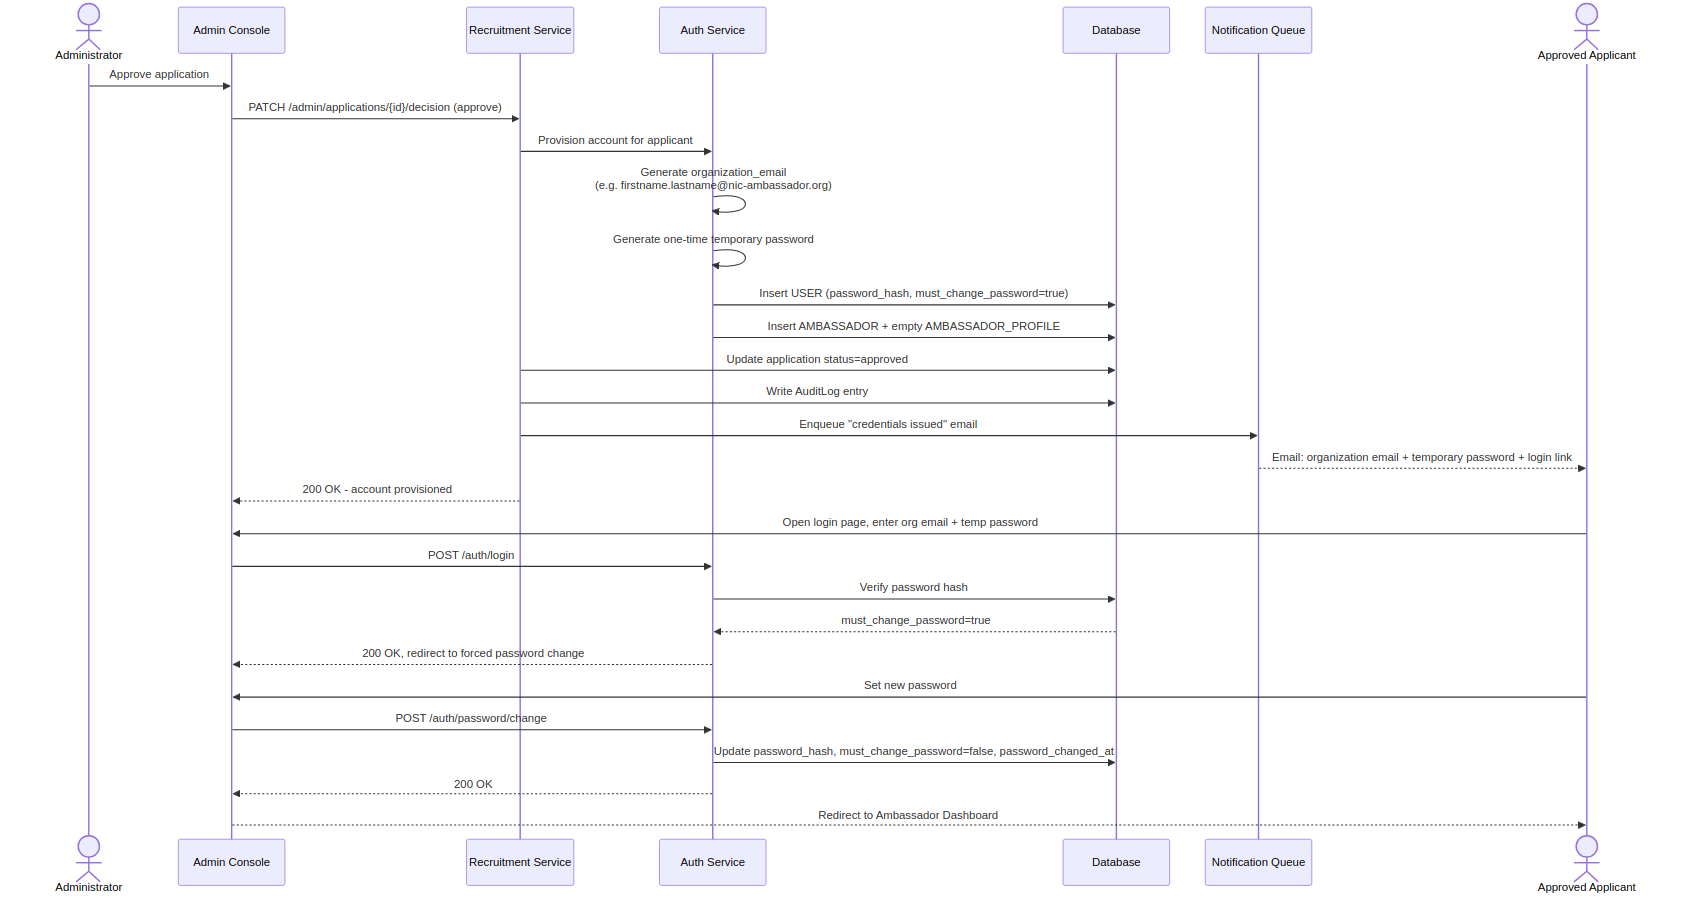 Administrator
Admin Console
Recruitment Service
Auth Service
Database
Notification Queue
Approved Applicant
Approve application
PATCH /admin/applications/{id}/decision (approve)
Provision account for applicant
Generate organization_email
(e.g. firstname.lastname@nic-ambassador.org)
Generate one-time temporary password
Insert USER (password_hash, must_change_password=true)
Insert AMBASSADOR + empty AMBASSADOR_PROFILE
Update application status=approved
Write AuditLog entry
Enqueue "credentials issued" email
Email: organization email + temporary password + login link
200 OK - account provisioned
Open login page, enter org email + temp password
POST /auth/login
Verify password hash
must_change_password=true
200 OK, redirect to forced password change
Set new password
POST /auth/password/change
Update password_hash, must_change_password=false, password_changed_at
200 OK
Redirect to Ambassador Dashboard
Administrator
Admin Console
Recruitment Service
Auth Service
Database
Notification Queue
Approved Applicant